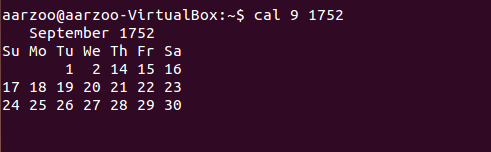 aarzoo@aarzoo-VirtualBox:~$ cal 9 1752
   September 1752
Su Mo Tu We Th Fr Sa
       1  2 14 15 16
17 18 19 20 21 22 23
24 25 26 27 28 29 30